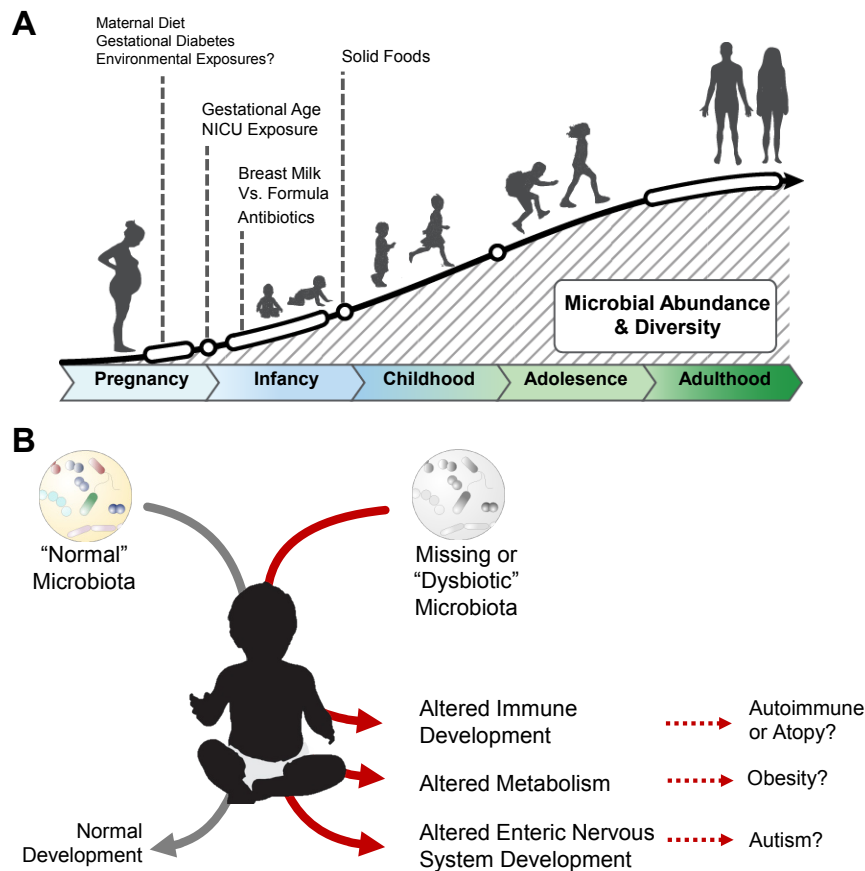 A
Maternal Diet
Gestational Diabetes
Environmental Exposures?
Solid Foods
Gestational Age
NICU Exposure
Breast Milk
Vs. Formula
Antibiotics
Microbial Abundance
& Diversity
Pregnancy
Infancy
Childhood
Adolesence
Adulthood
B
“Normal”
Microbiota
Missing or
“Dysbiotic”
Microbiota
Altered Immune
Development
Autoimmune
or Atopy?
Altered Metabolism
Obesity?
Normal
Development
Altered Enteric Nervous
System Development
Autism?